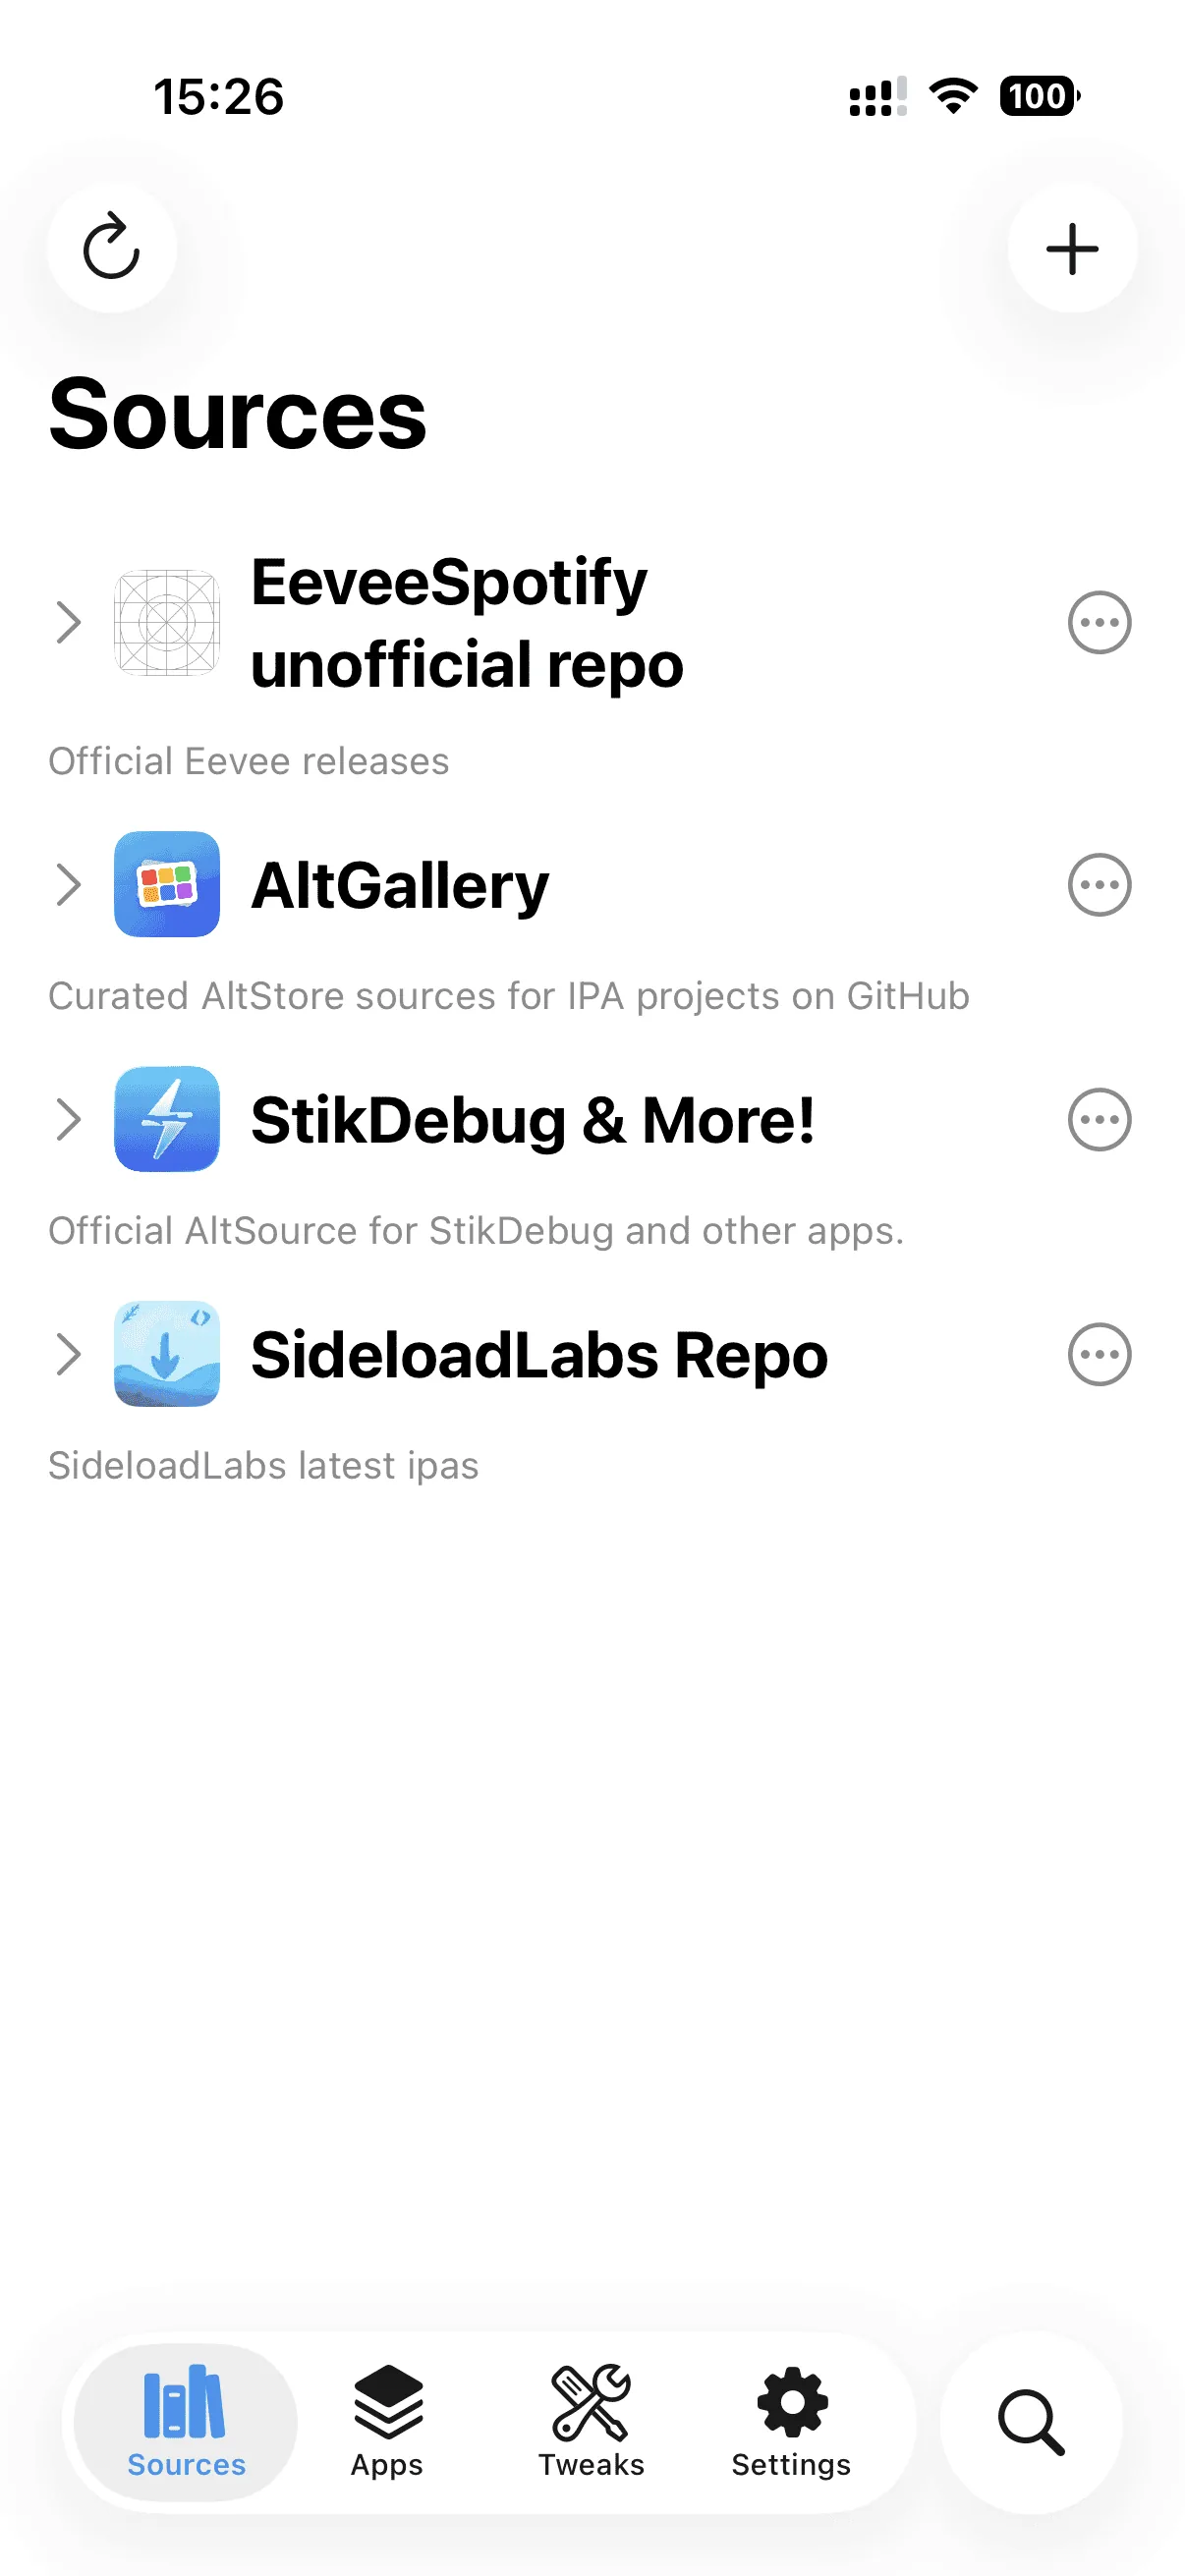 15:26
100
Sources
EeveeSpotify
unofficial repo
Official Eevee releases
AltGallery
Curated AltStore sources for IPA projects on GitHub
StikDebug & More!
Official AltSource for StikDebug and other apps.
SideloadLabs Repo
SideloadLabs latest ipas
Sources
Apps
Tweaks
Settings